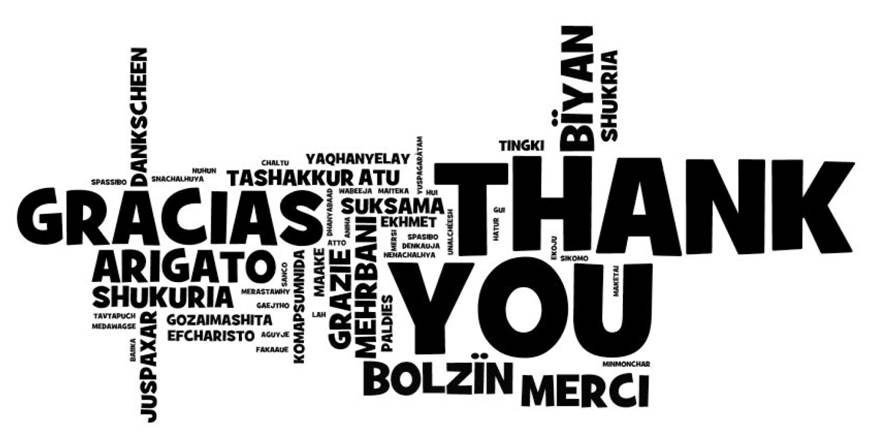 DANKSCHEEN
BÏYAN
SHUKRIA
TINGKI
YAQHANYELAY
CHALTU
NUHUN
SNACHALHUYA
SPASSIBO
TASHAKKUR ATU
YUSPAGARATAM
WABEEJA
MAITEKA
HUI
GRACIAS
THANK
DHANYABAAD
ANIHA
SUKSAMA
EKHMET
ATTO
MERSI
SPASIBO
DENKAUJA
NENACHALHYA
UNALCHEESH
GUI
HATUR
EKOJU
SIKOMO
MAKETAI
YOU
ARIGATO
SHUKURIA
SANCO
MERASTAWHY
GAEJTHO
KOMAPSUMNIDA
MAAKE
LAH
GRAZIE
MEHRBANI
PALDIES
TAVTAPUCH
MEDAWAGSE
GOZAIMASHITA
EFCHARISTO
AGUYJE
FAKAAUE
BAIKA
JUSPAXAR
BOLZÏN
MERCI
MINMONCHAR